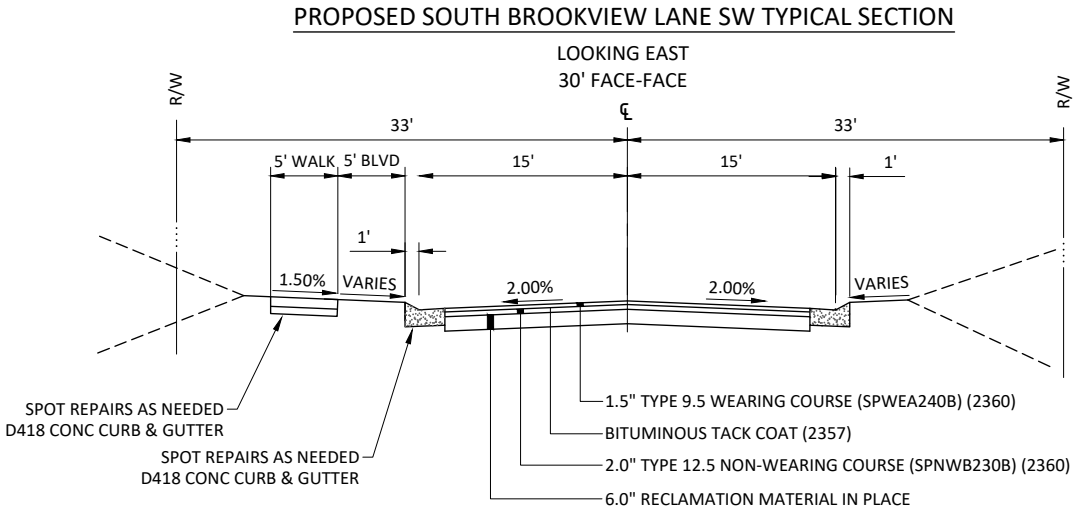 PROPOSED SOUTH BROOKVIEW LANE SW TYPICAL SECTION
LOOKING EAST
30' FACE-FACE
℄
R/W
R/W
33'
33'
5' WALK
5' BLVD
15'
15'
1'
1'
1.50%
VARIES
2.00%
2.00%
VARIES
SPOT REPAIRS AS NEEDED
D418 CONC CURB & GUTTER
SPOT REPAIRS AS NEEDED
D418 CONC CURB & GUTTER
1.5" TYPE 9.5 WEARING COURSE (SPWEA240B) (2360)
BITUMINOUS TACK COAT (2357)
2.0" TYPE 12.5 NON-WEARING COURSE (SPNWB230B) (2360)
6.0" RECLAMATION MATERIAL IN PLACE